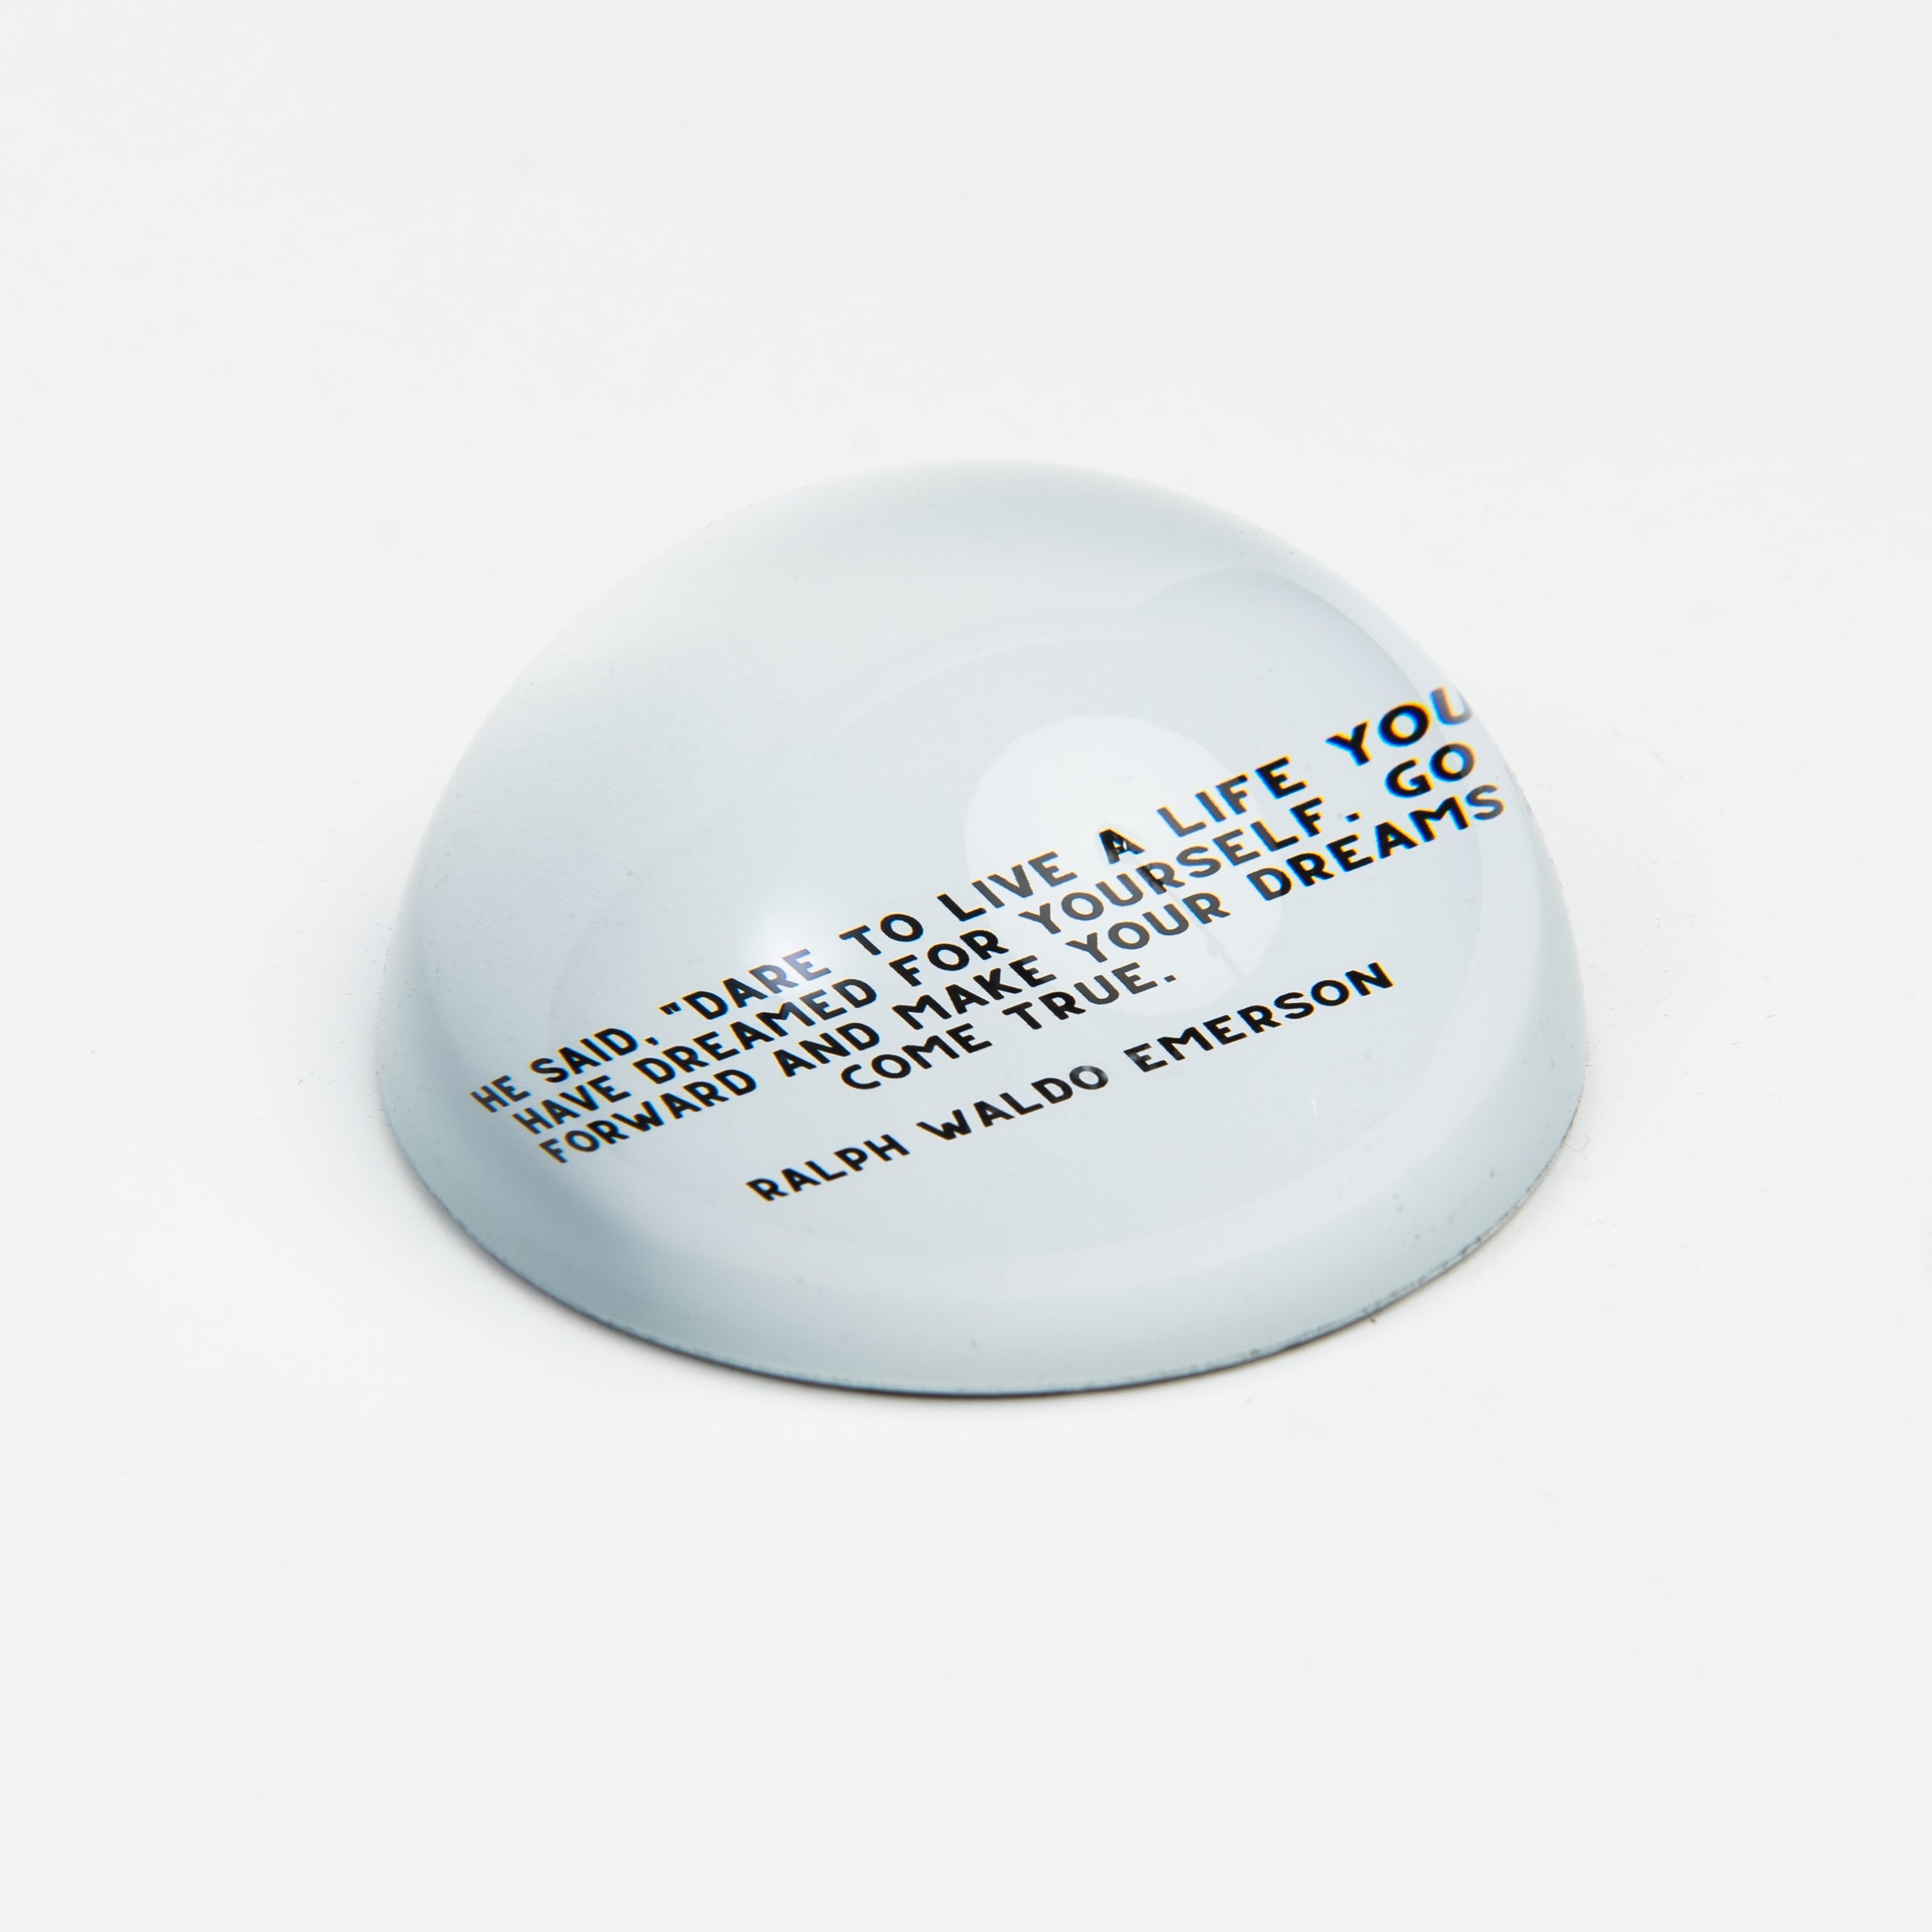 HE SAID, "DARE TO LIVE A LIFE YOU
HAVE DREAMED FOR YOURSELF. GO
FORWARD AND MAKE YOUR DREAMS
COME TRUE.
RALPH WALDO EMERSON